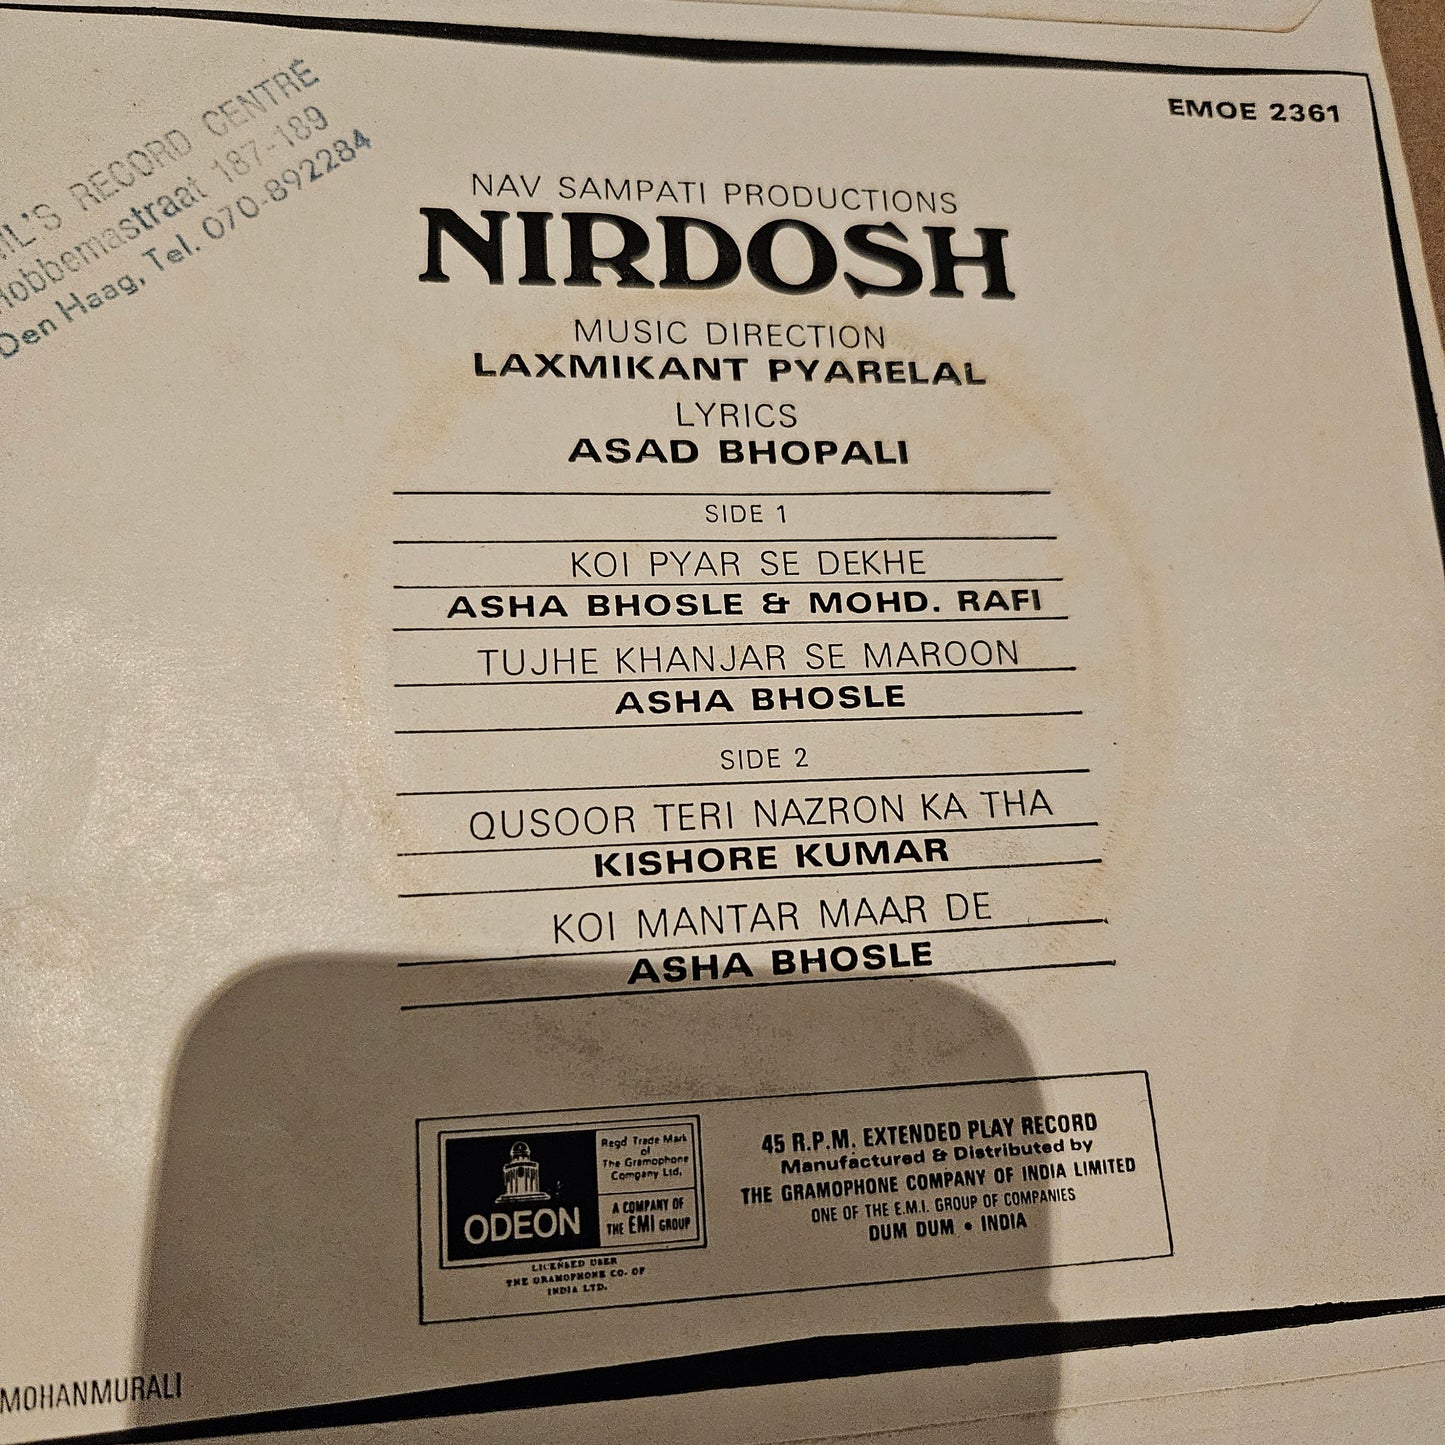 RECORD CENTRÉ
187-189
Den Haag, Tel. 070-892284
EMOE 2361
NAV SAMPATI PRODUCTIONS
NIRDOSH
MUSIC DIRECTION
LAXMIKANT PYARELAL
LYRICS
ASAD BHOPALI
SIDE 1
KOI PYAR SE DEKHE
ASHA BHOSLE & MOHD. RAFI
TUJHE KHANJAR SE MAROON
ASHA BHOSLE
SIDE 2
QUSOOR TERI NAZRON KA THA
KISHORE KUMAR
KOI MANTAR MAAR DE
ASHA BHOSLE
ODEON
Regd Trade Mark
of
The Gramophone
Company Ltd.
A COMPANY OF
THE EMI GROUP
LICENSED USER
THE GRAMOPHONE CO. OF
INDIA LTD.
45 R.P.M. EXTENDED PLAY RECORD
Manufactured & Distributed by
THE GRAMOPHONE COMPANY OF INDIA LIMITED
ONE OF THE E.M.I. GROUP OF COMPANIES
DUM DUM • INDIA
MOHANMURALI